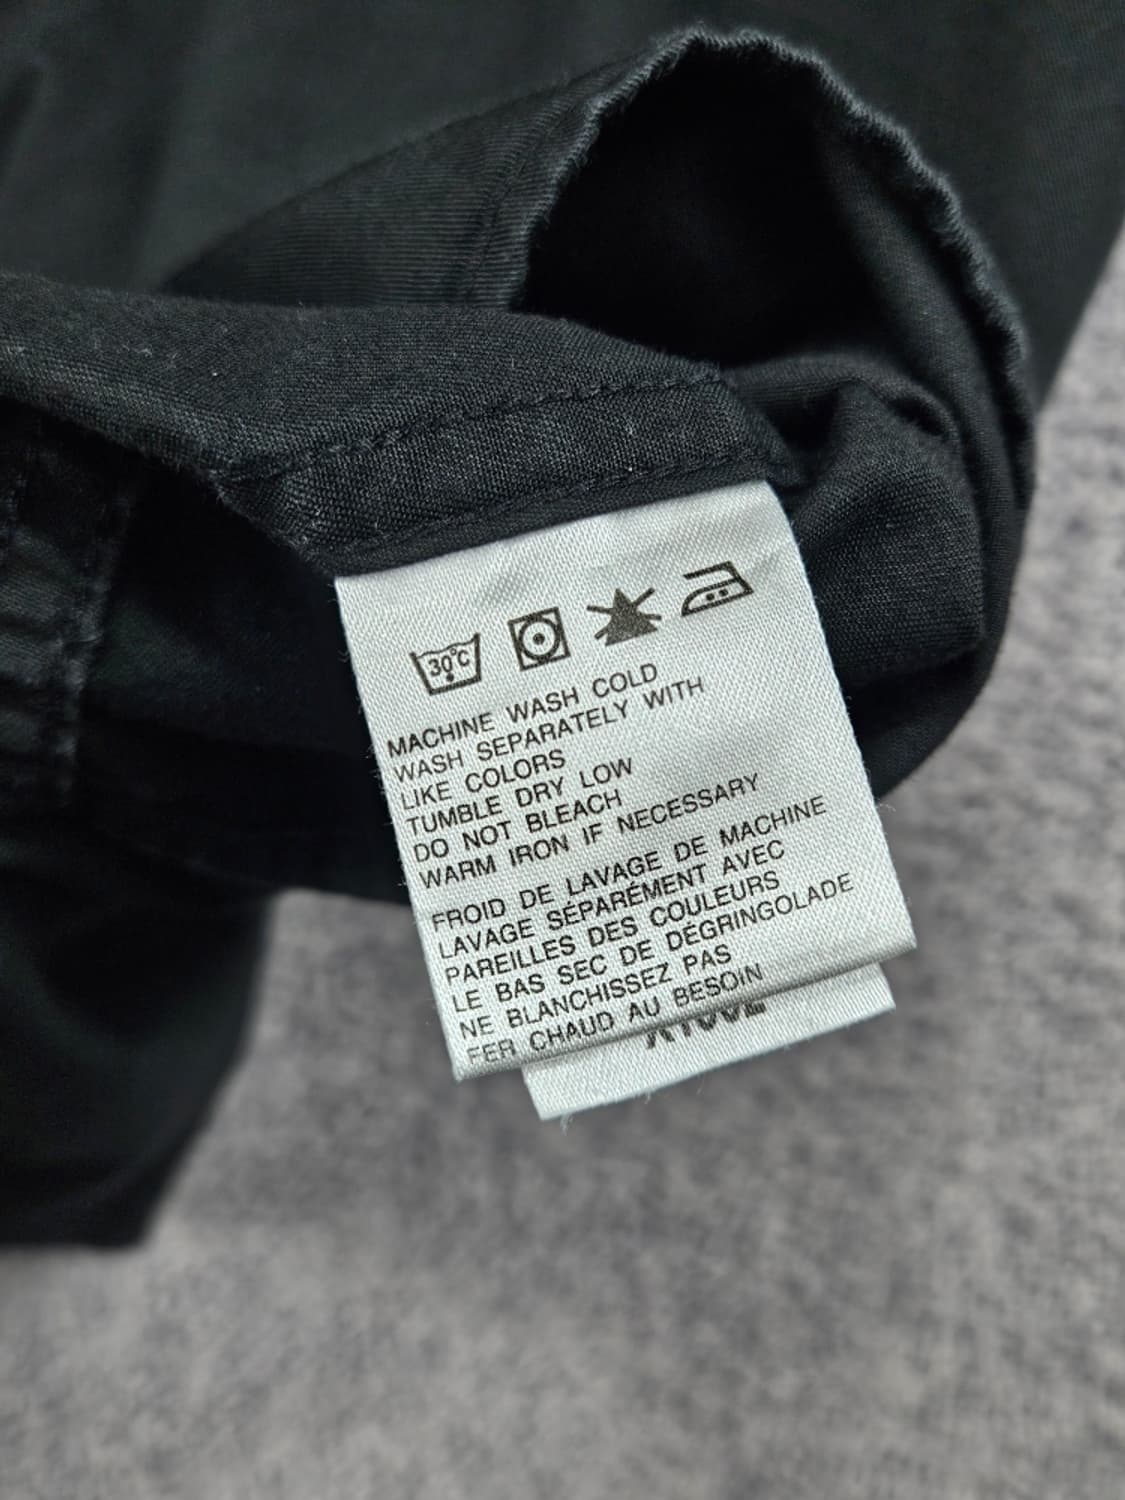 30°C
MACHINE WASH COLD
WASH SEPARATELY WITH
LIKE COLORS
TUMBLE DRY LOW
DO NOT BLEACH
WARM IRON IF NECESSARY
FROID DE LAVAGE DE MACHINE
LAVAGE SÉPARÉMENT AVEC
PAREILLES DES COULEURS
LE BAS SEC DE DÉGRINGOLADE
NE BLANCHISSEZ PAS
FER CHAUD AU BESOIN